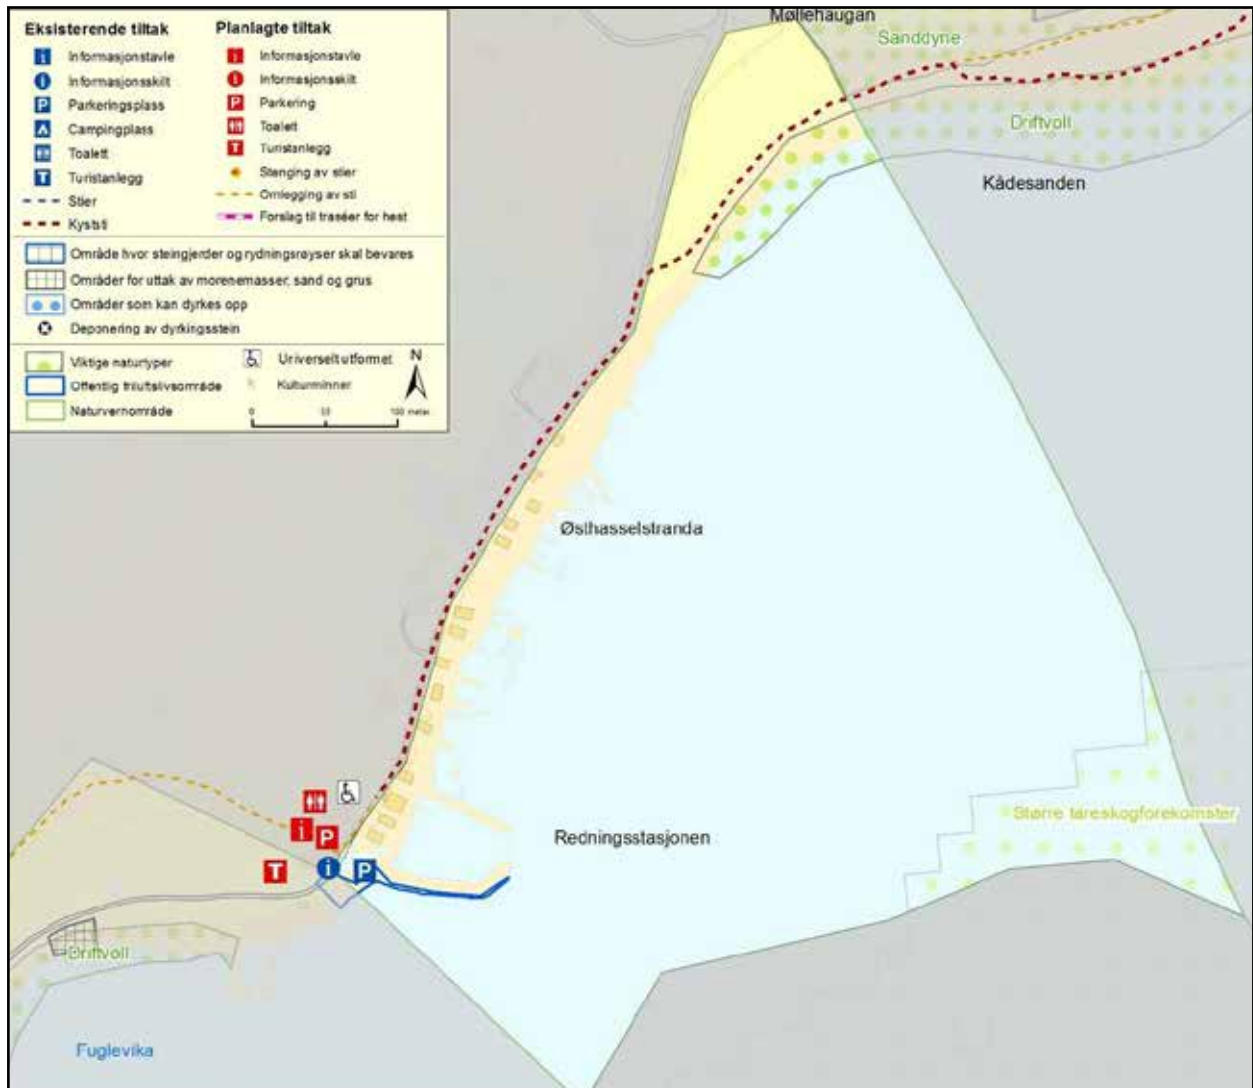 Eksisterende tiltak
Informasjonstavle
Informasjonsskilt
Parkeringsplass
Campingplass
Toalett
Turistanlegg
Stier
Kyststi
Planlagte tiltak
Informasjonstavle
Informasjonsskilt
Parkering
Toalett
Turistanlegg
Stenging av stier
Omlegging av sti
Forslag til traséer for hest
Område hvor steingjerder og rydningsrøyser skal bevares
Områder for uttak av morenemasser, sand og grus
Områder som kan dyrkes opp
Deponering av dyrkingsstein
Viktige naturtyper
Offentlig friluftslivsområde
Naturvernområde
Universelt utformet
Kulturminner
N
0
100 meter
Møllehaugan
Sanddyne
Driftvoll
Kådesanden
Østhasselstranda
Større tareskogforekomster
Redningsstasjonen
i
P
T
i
P
Driftvoll
Fuglevika